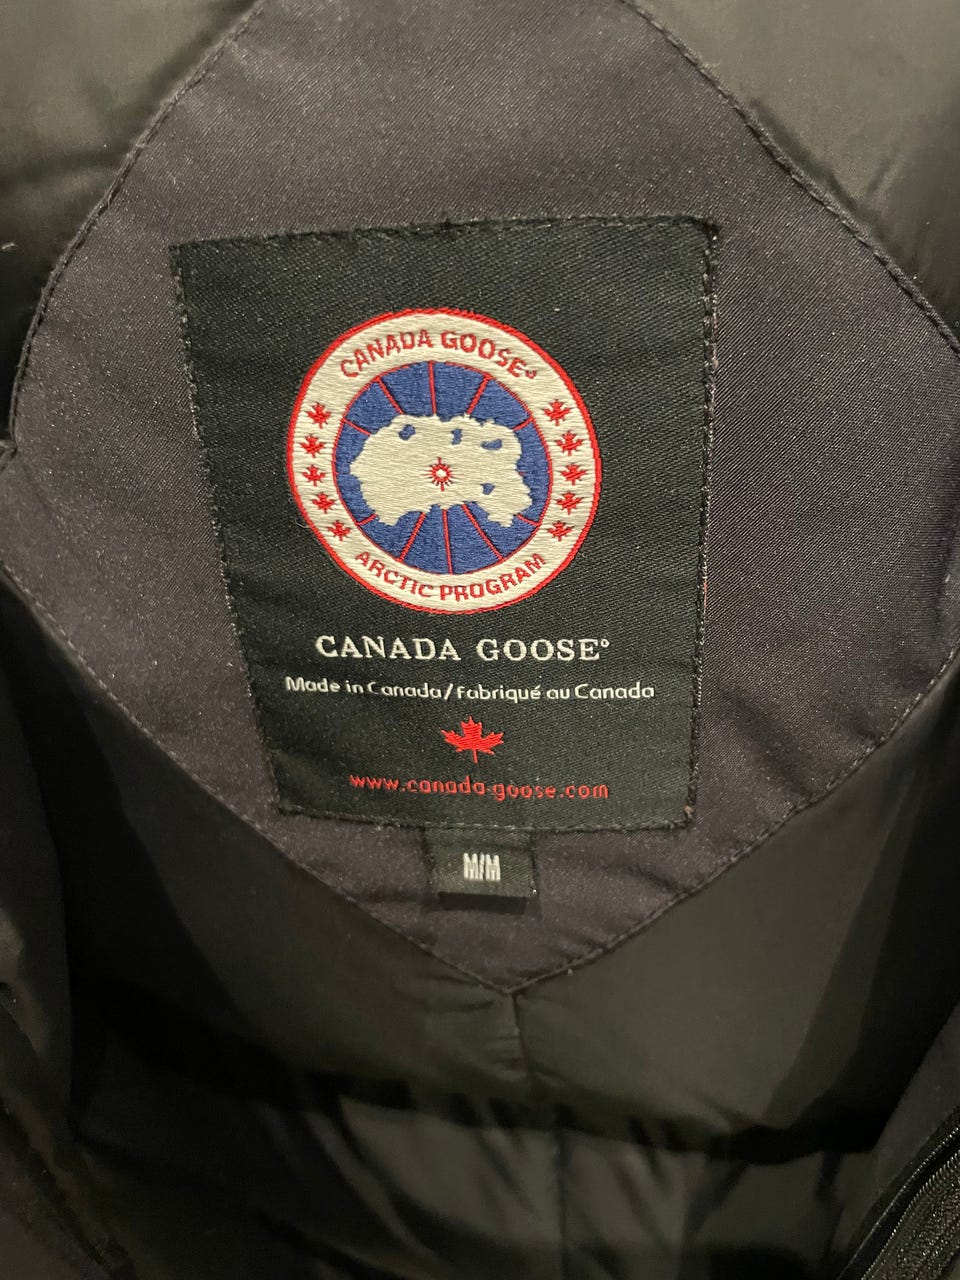 CANADA GOOSE®
ARCTIC PROGRAM
CANADA GOOSE®
Made in Canada/Fabriqué au Canada
www.canada-goose.com
M/M